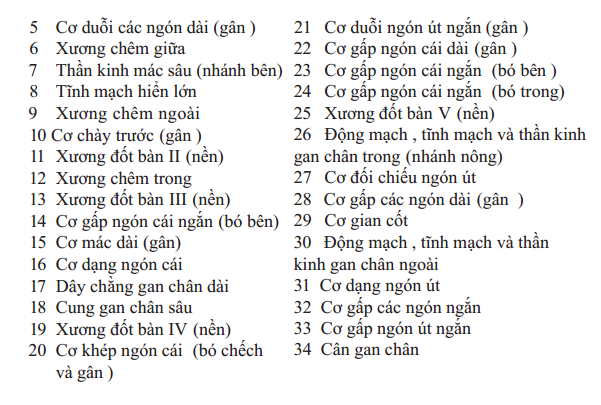 5 Cơ duỗi các ngón dài (gân )
6 Xương chêm giữa
7 Thần kinh mác sâu (nhánh bên)
8 Tĩnh mạch hiển lớn
9 Xương chêm ngoài
10 Cơ chày trước (gân )
11 Xương đốt bàn II (nền)
12 Xương chêm trong
13 Xương đốt bàn III (nền)
14 Cơ gấp ngón cái ngắn (bó bên)
15 Cơ mác dài (gân)
16 Cơ dạng ngón cái
17 Dây chằng gan chân dài
18 Cung gan chân sâu
19 Xương đốt bàn IV (nền)
20 Cơ khép ngón cái (bó chếch
và gân )
21 Cơ duỗi ngón út ngắn (gân )
22 Cơ gấp ngón cái dài (gân )
23 Cơ gấp ngón cái ngắn (bó bên )
24 Cơ gấp ngón cái ngắn (bó trong)
25 Xương đốt bàn V (nền)
26 Động mạch , tĩnh mạch và thần kinh
gan chân trong (nhánh nông)
27 Cơ đối chiếu ngón út
28 Cơ gấp các ngón dài (gân )
29 Cơ gian cốt
30 Động mạch , tĩnh mạch và thần
kinh gan chân ngoài
31 Cơ dạng ngón út
32 Cơ gấp các ngón ngắn
33 Cơ gấp ngón út ngắn
34 Cân gan chân